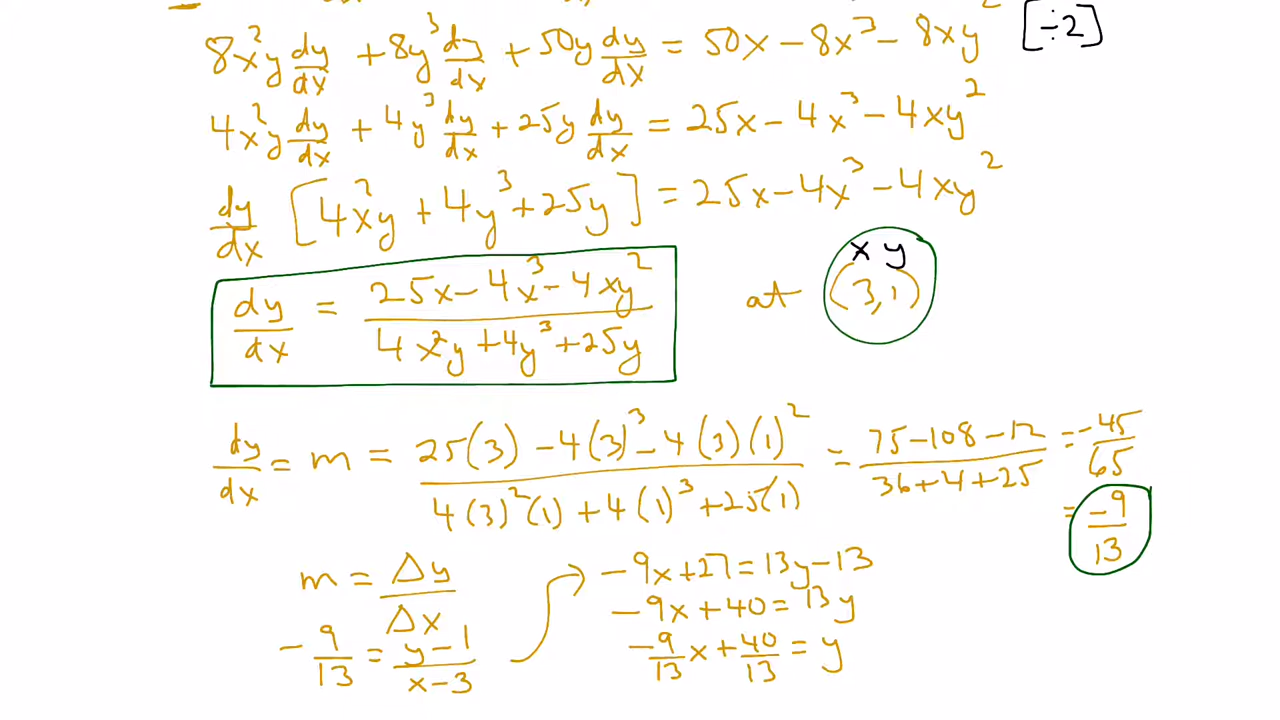 8x²y dy/dx + 8y³ dy/dx + 50y dy/dx = 50x - 8x³ - 8xy² [÷2]
4x²y dy/dx + 4y³ dy/dx + 25y dy/dx = 25x - 4x³ - 4xy²
dy/dx [4x²y + 4y³ + 25y] = 25x - 4x³ - 4xy²
x y
dy/dx = (25x - 4x³ - 4xy²)/(4x²y + 4y³ + 25y) at (3,1)
dy/dx = m = (25(3) - 4(3)³ - 4(3)(1)²)/(4(3)²(1) + 4(1)³ + 25(1)) = (75 - 108 - 12)/(36 + 4 + 25) = -45/65
= -9/13
m = Δy/Δx
-9/13 = (y - 1)/(x - 3)
-9x + 27 = 13y - 13
-9x + 40 = 13y
-9/13 x + 40/13 = y